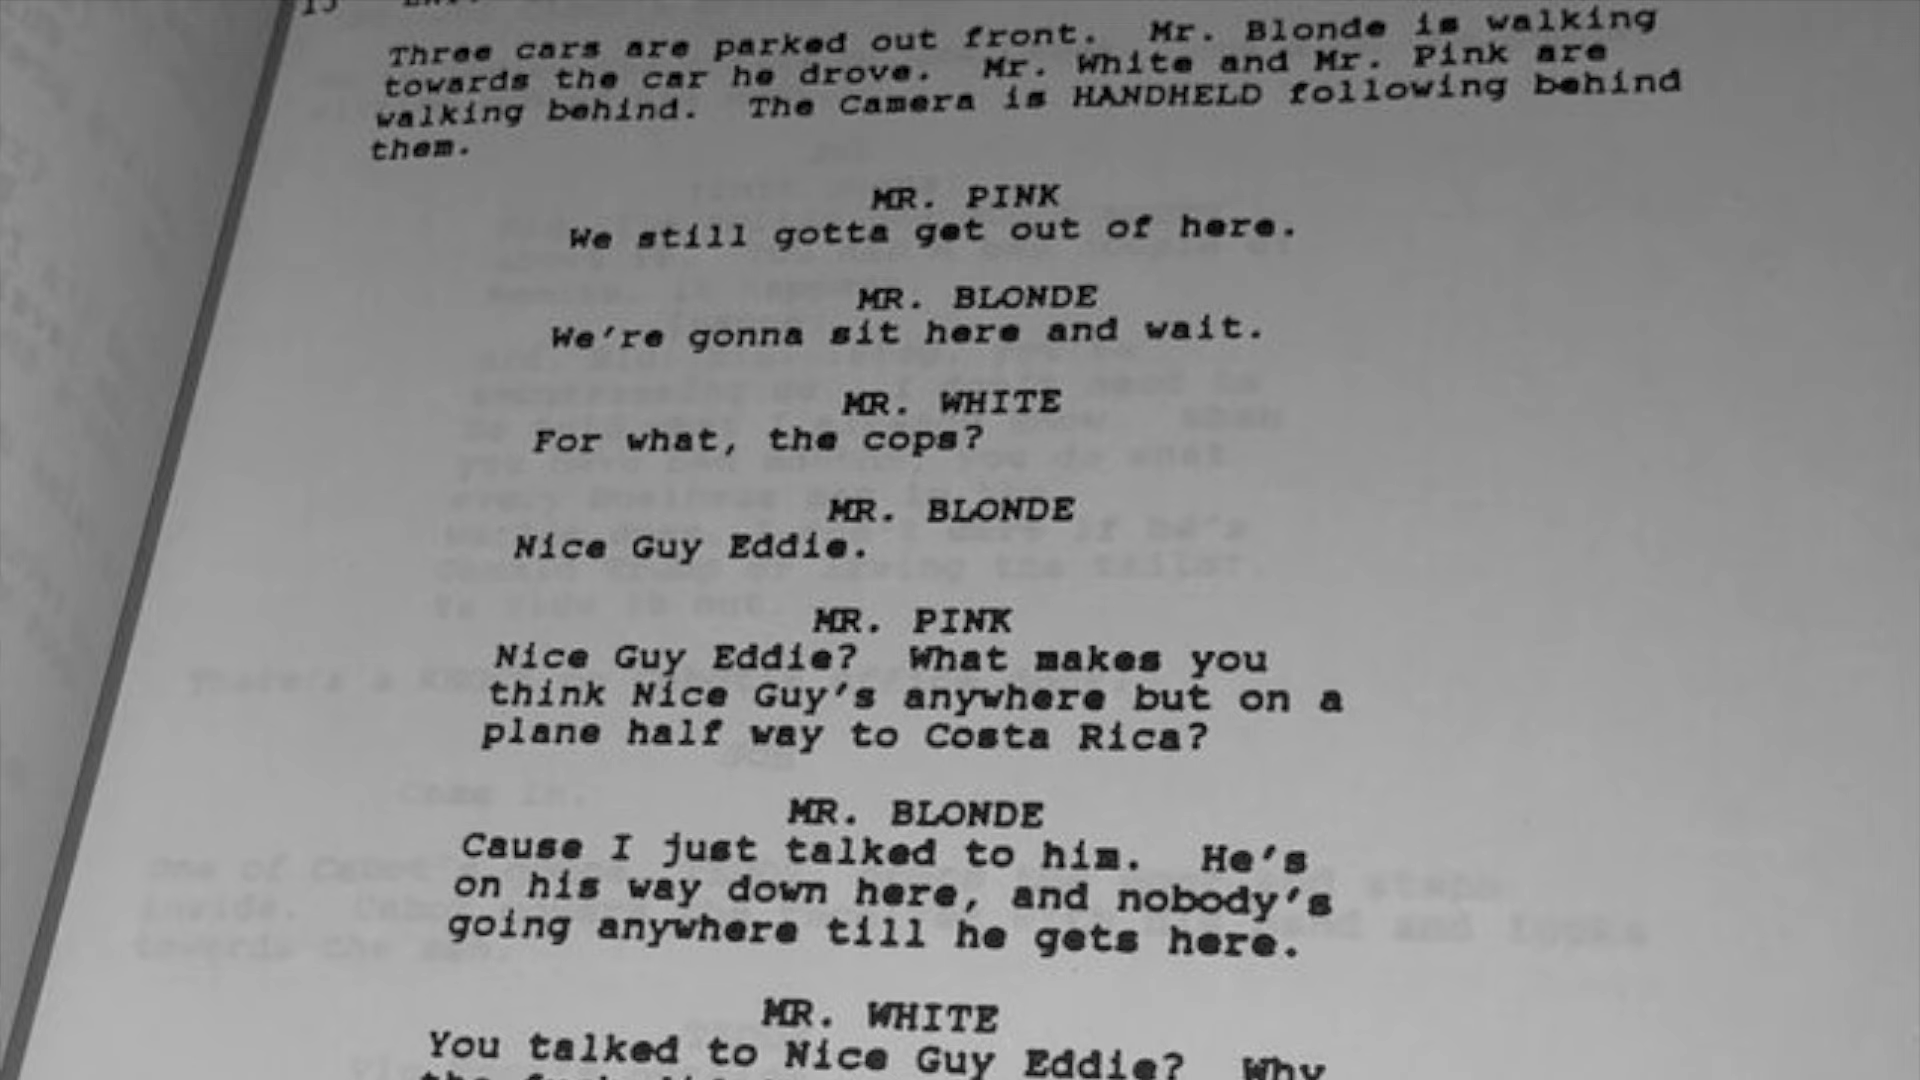 Three cars are parked out front. Mr. Blonde is walking
towards the car he drove. Mr. White and Mr. Pink are
walking behind. The Camera is HANDHELD following behind
them.
MR. PINK
We still gotta get out of here.
MR. BLONDE
We're gonna sit here and wait.
MR. WHITE
For what, the cops?
MR. BLONDE
Nice Guy Eddie.
MR. PINK
Nice Guy Eddie? What makes you
think Nice Guy's anywhere but on a
plane half way to Costa Rica?
MR. BLONDE
Cause I just talked to him. He's
on his way down here, and nobody's
going anywhere till he gets here.
MR. WHITE
You talked to Nice Guy Eddie? Why